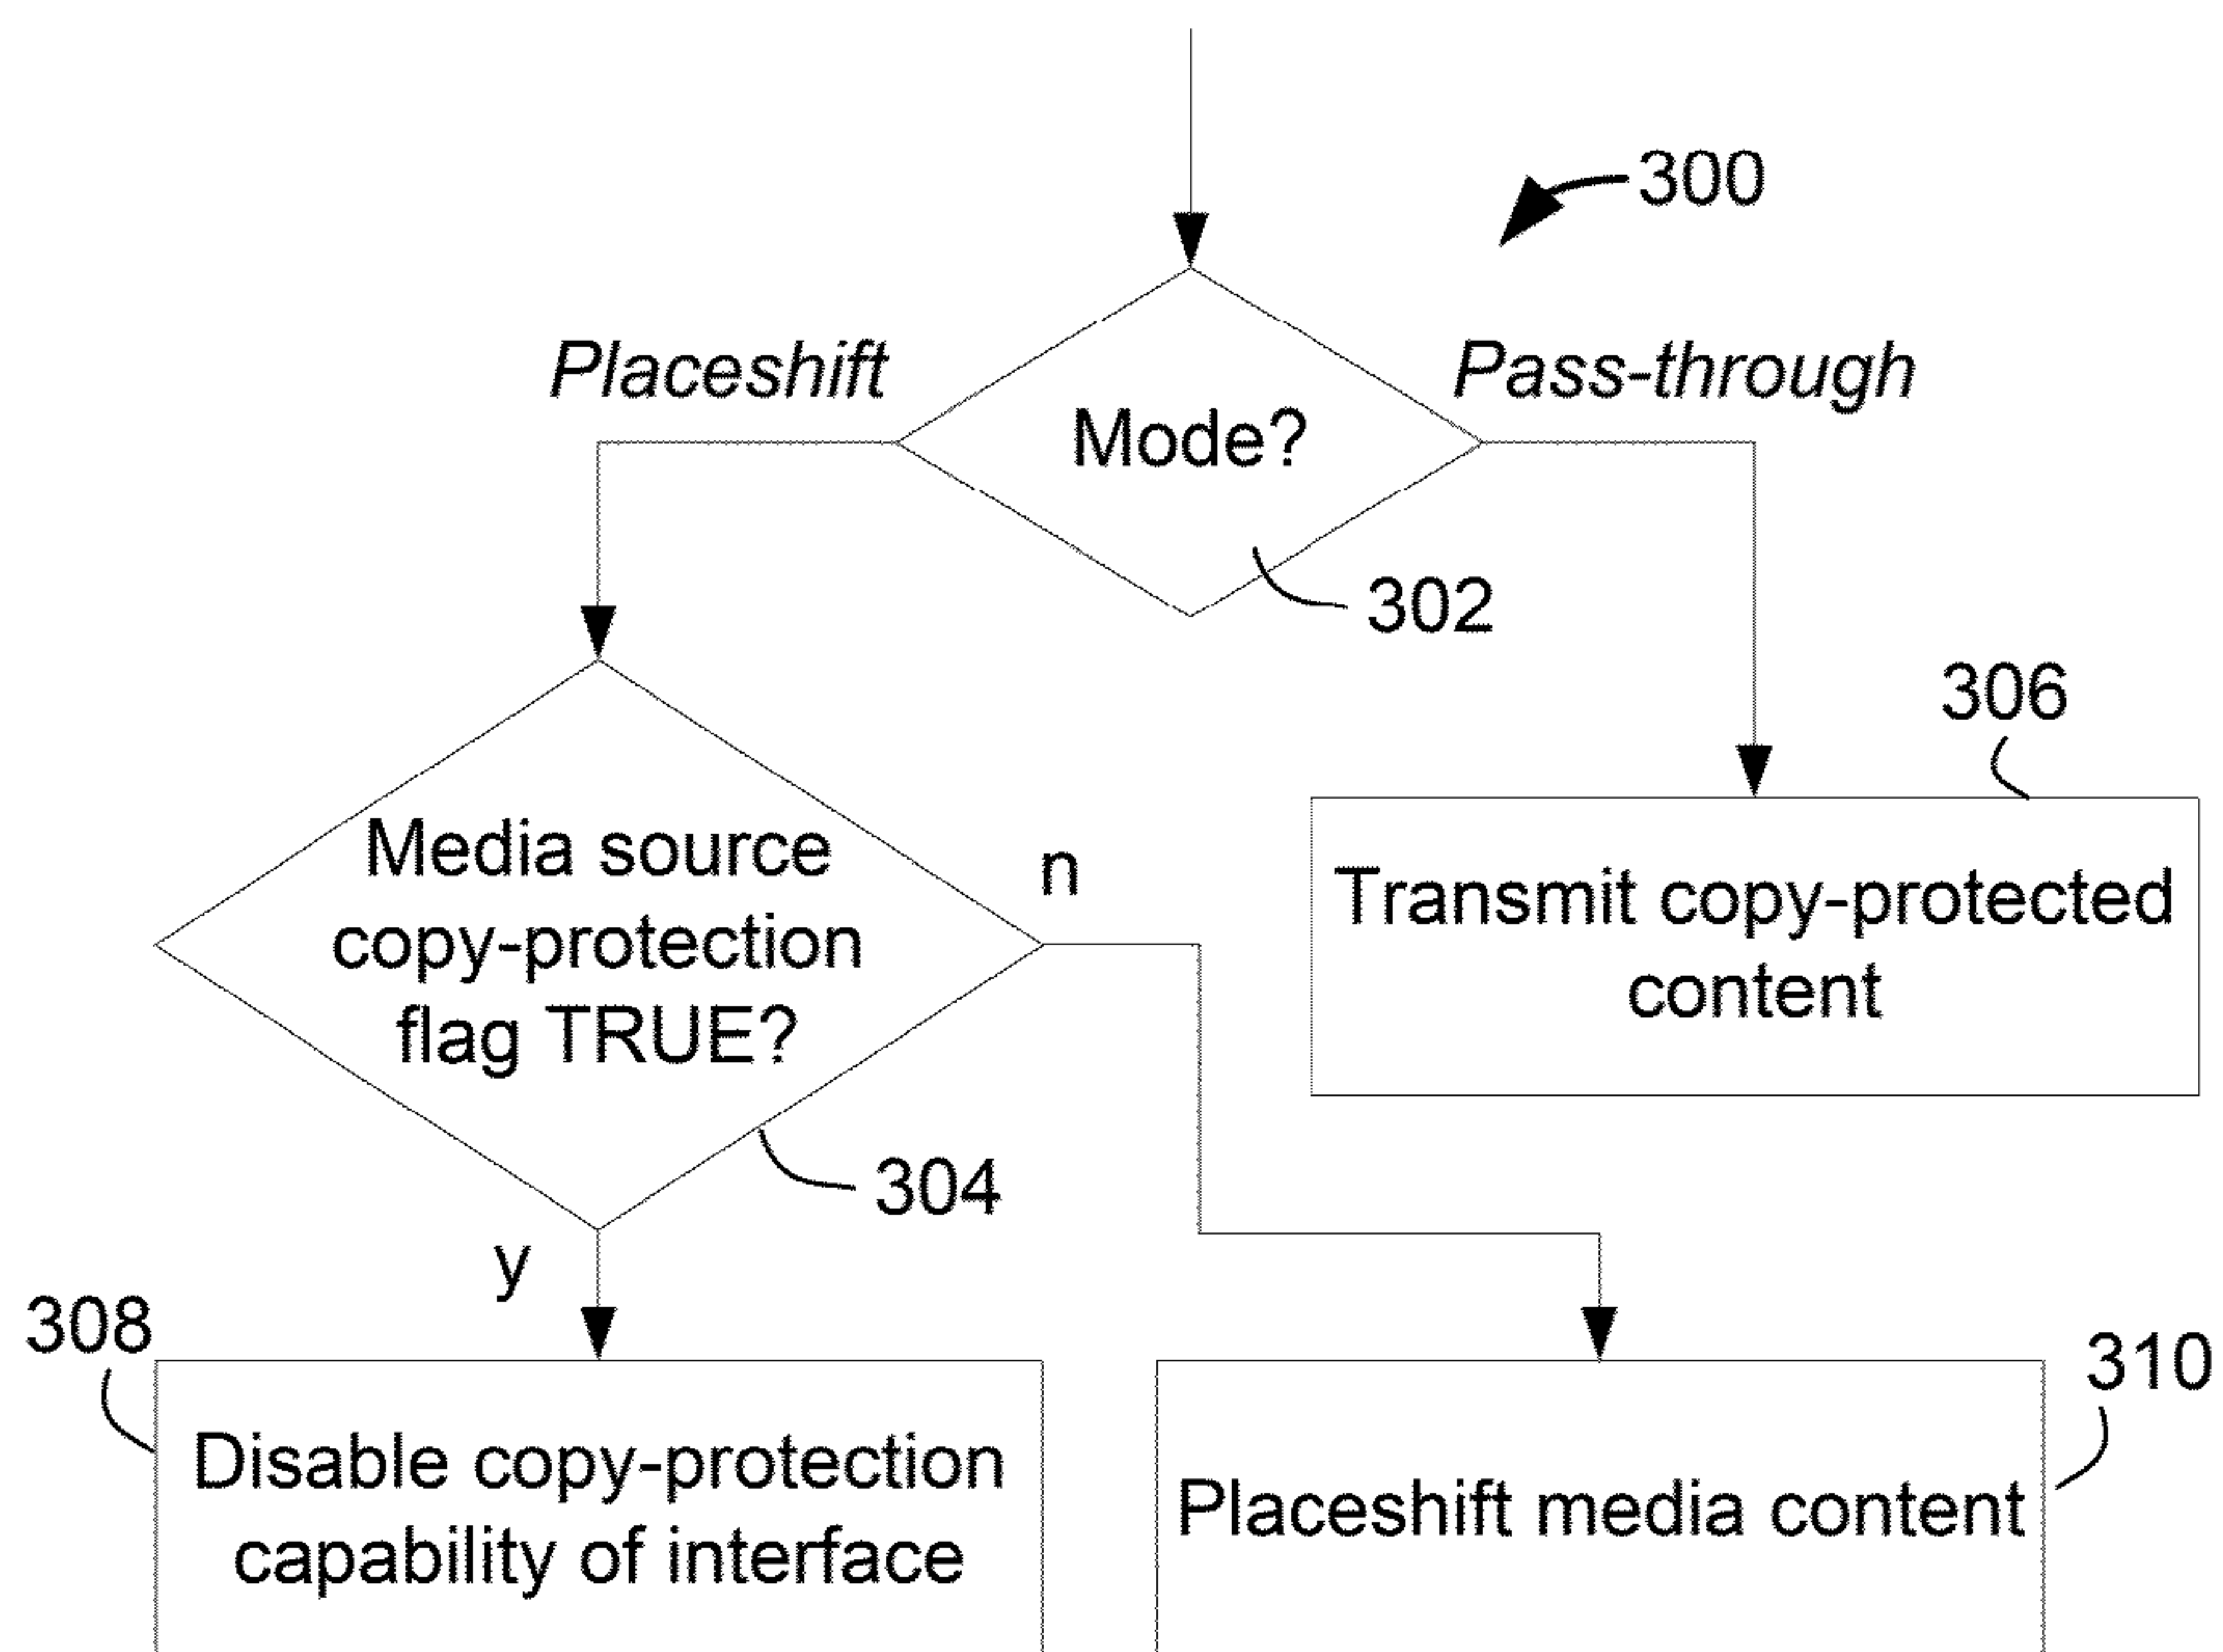 300
Placeshift
Pass-through
Mode?
302
306
Media source
copy-protection
flag TRUE?
n
Transmit copy-protected
content
304
y
308
310
Disable copy-protection
capability of interface
Placeshift media content